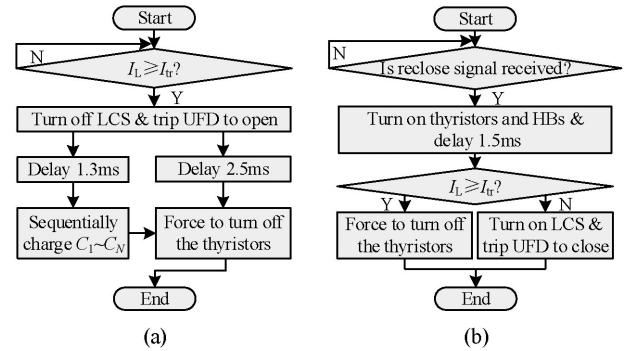 Start
N
I_L ≥ I_tr?
Y
Turn off LCS & trip UFD to open
Delay 1.3ms
Delay 2.5ms
Sequentially
charge C_1~C_N
Force to turn off
the thyristors
End
(a)
Start
N
Is reclose signal received?
Y
Turn on thyristors and HBs &
delay 1.5ms
I_L ≥ I_tr?
Y
N
Force to turn off
the thyristors
Turn on LCS &
trip UFD to close
End
(b)